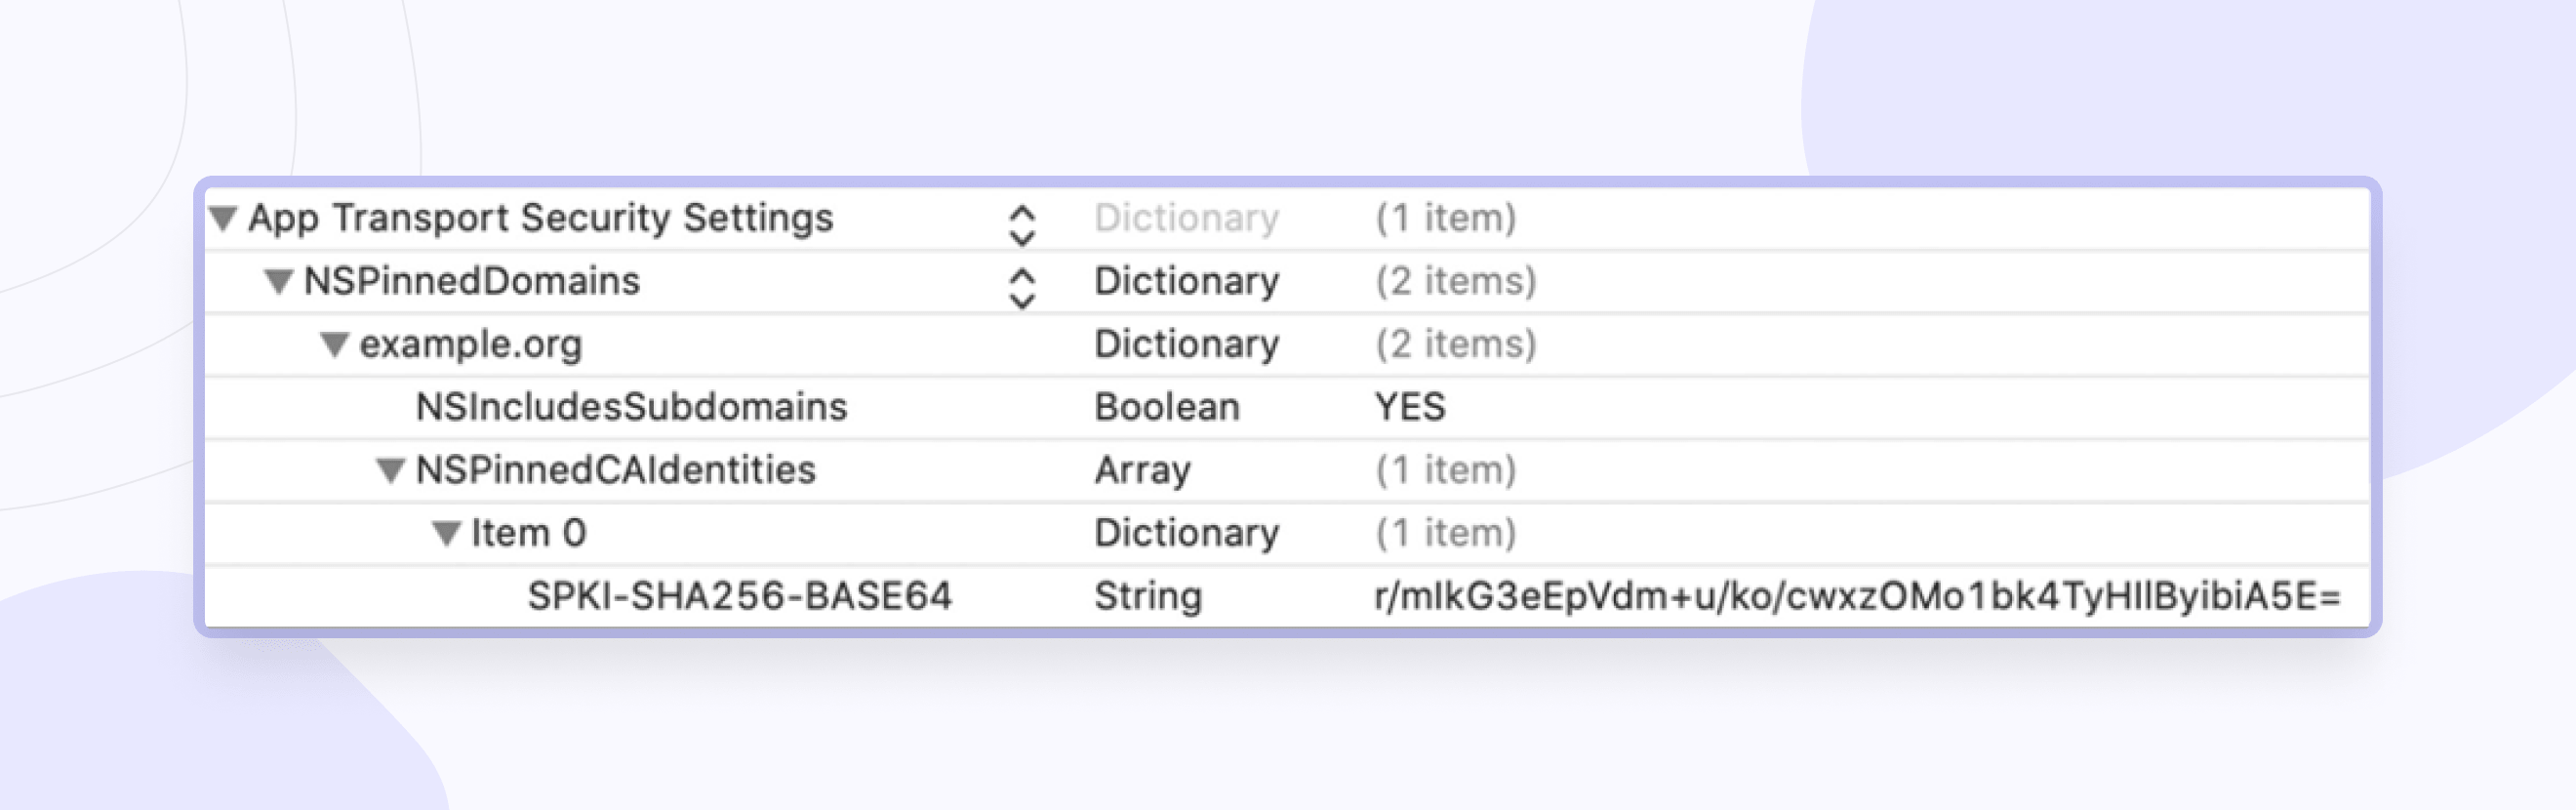 App Transport Security Settings Dictionary (1 item)
NSPinnedDomains Dictionary (2 items)
example.org Dictionary (2 items)
NSIncludesSubdomains Boolean YES
NSPinnedCAIdentities Array (1 item)
Item 0 Dictionary (1 item)
SPKI-SHA256-BASE64 String r/mIkG3eEpVdm+u/ko/cwxzOMo1bk4TyHIlByibiA5E=